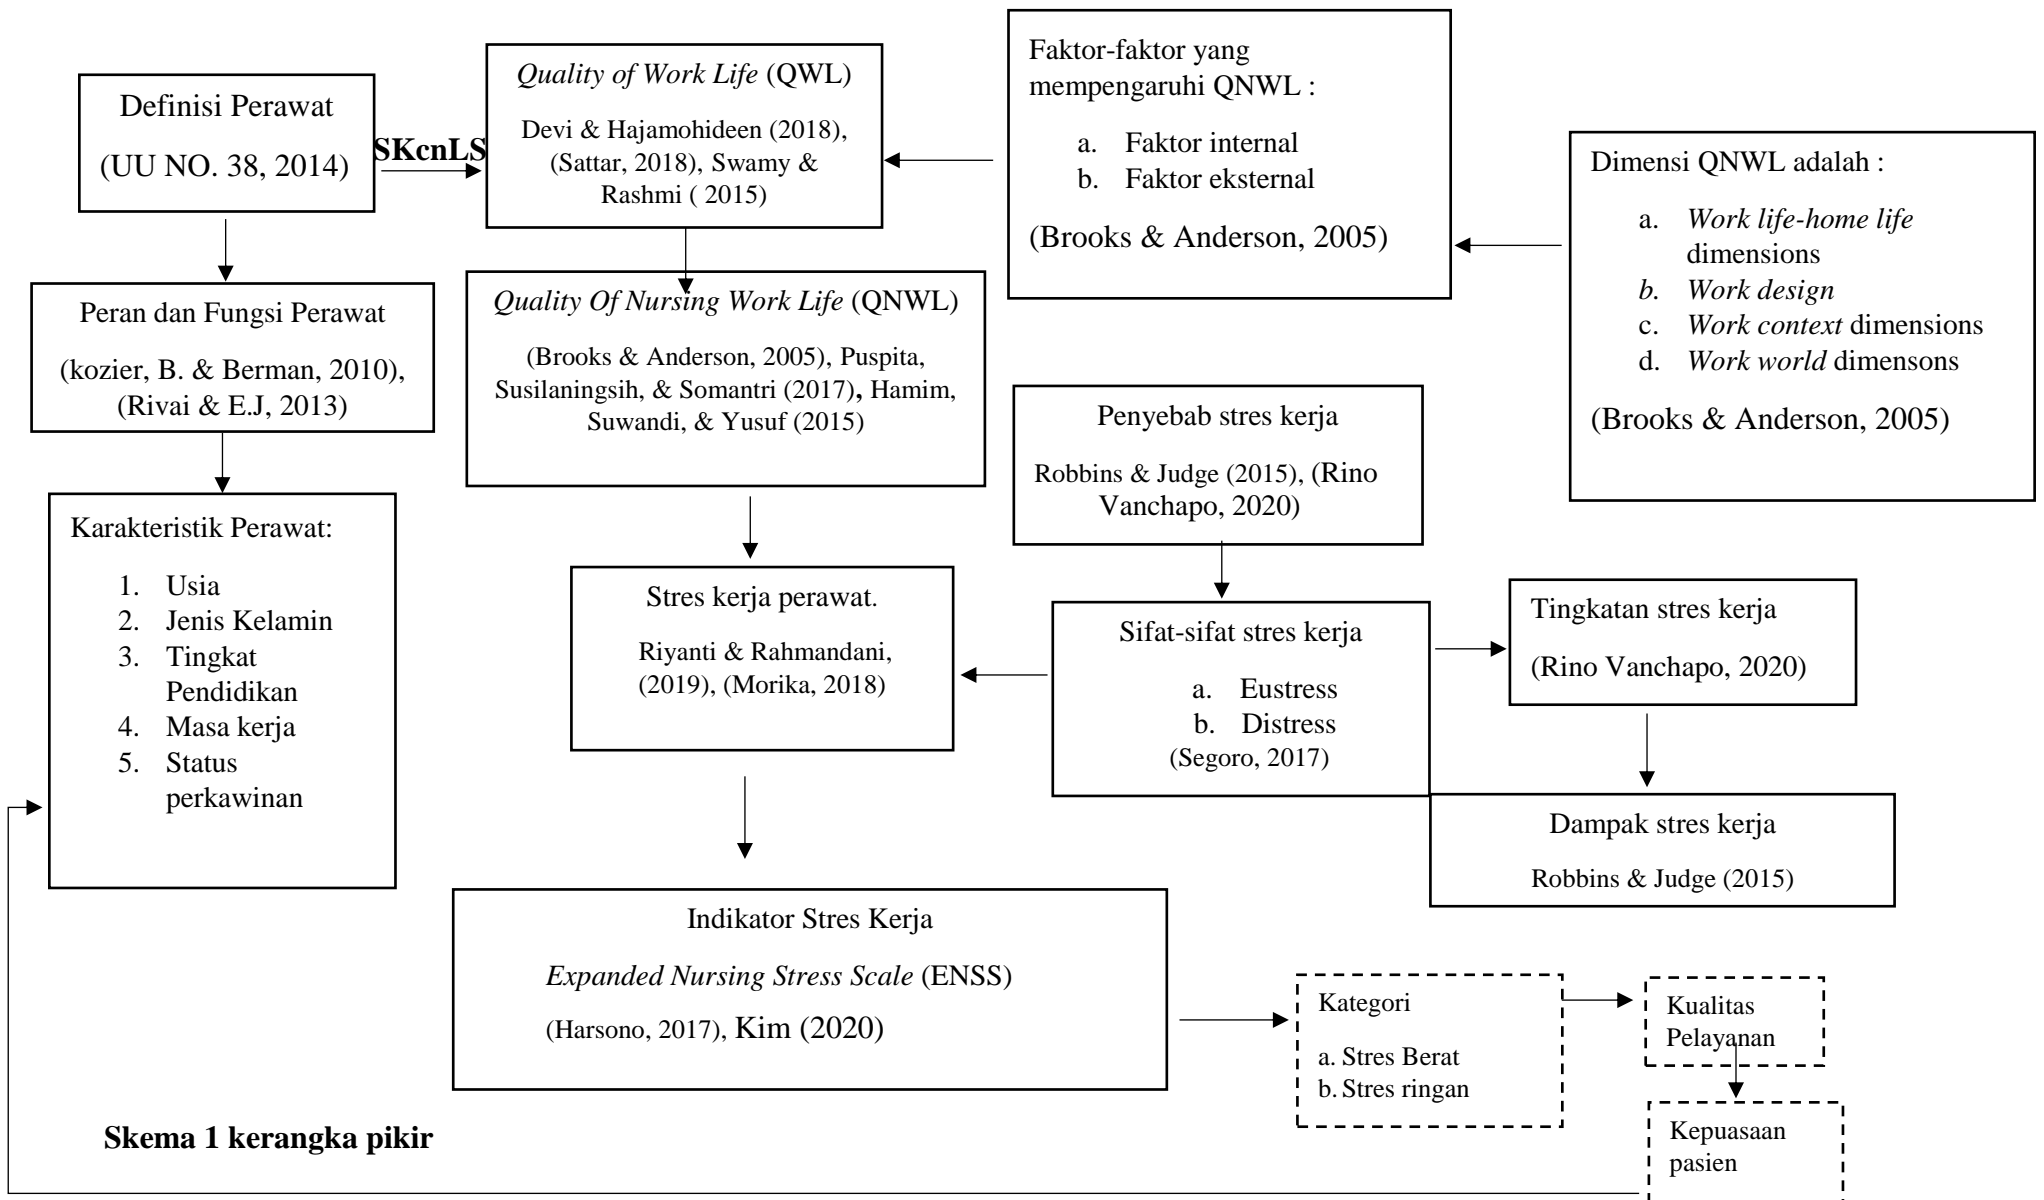 Definisi Perawat
(UU NO. 38, 2014)
SKcnLS
Quality of Work Life (QWL)
Devi & Hajamohideen (2018),
(Sattar, 2018), Swamy &
Rashmi ( 2015)
Faktor-faktor yang
mempengaruhi QNWL :
a. Faktor internal
b. Faktor eksternal
(Brooks & Anderson, 2005)
Dimensi QNWL adalah :
a. Work life-home life
dimensions
b. Work design
c. Work context dimensions
d. Work world dimensons
(Brooks & Anderson, 2005)
Peran dan Fungsi Perawat
(kozier, B. & Berman, 2010),
(Rivai & E.J, 2013)
Quality Of Nursing Work Life (QNWL)
(Brooks & Anderson, 2005), Puspita,
Susilaningsih, & Somantri (2017), Hamim,
Suwandi, & Yusuf (2015)
Penyebab stres kerja
Robbins & Judge (2015), (Rino
Vanchapo, 2020)
Karakteristik Perawat:
1. Usia
2. Jenis Kelamin
3. Tingkat
Pendidikan
4. Masa kerja
5. Status
perkawinan
Stres kerja perawat.
Riyanti & Rahmandani,
(2019), (Morika, 2018)
Sifat-sifat stres kerja
a. Eustress
b. Distress
(Segoro, 2017)
Tingkatan stres kerja
(Rino Vanchapo, 2020)
Dampak stres kerja
Robbins & Judge (2015)
Indikator Stres Kerja
Expanded Nursing Stress Scale (ENSS)
(Harsono, 2017), Kim (2020)
Kategori
a. Stres Berat
b. Stres ringan
Kualitas
Pelayanan
Kepuasaan
pasien
Skema 1 kerangka pikir